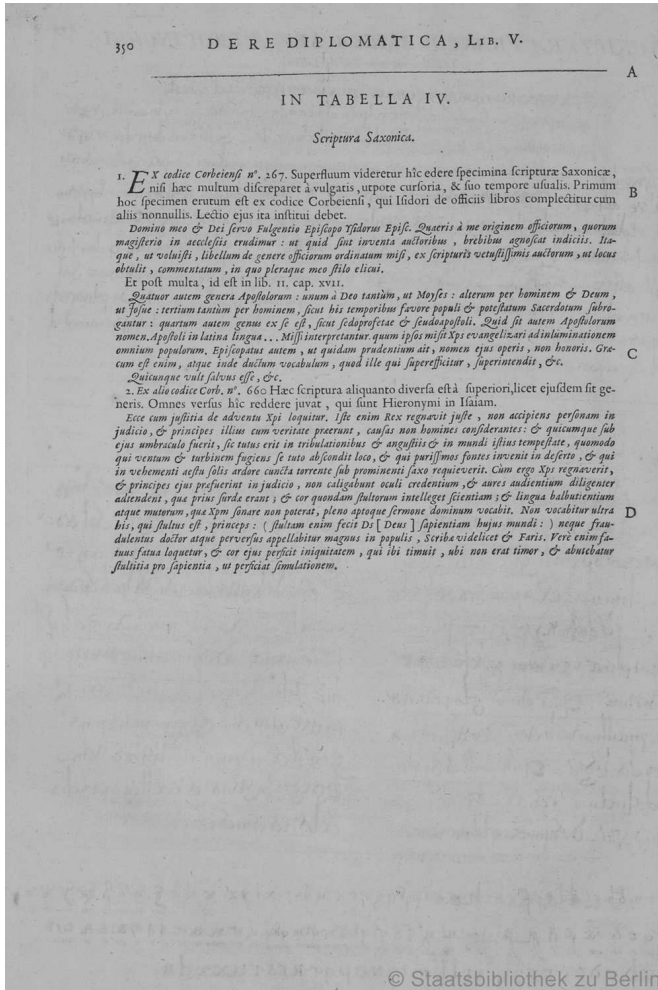 350 DE RE DIPLOMATICA, LIB. V.
A
IN TABELLA IV.
Scriptura Saxonica.
1. EX codice Corbeiensi nº. 267. Superfluum videretur hîc edere specimina scripturæ Saxonicæ,
nisi hæc multum discreparet à vulgatis, utpote cursoria, & suo tempore usualis. Primum
B
hoc specimen erutum est ex codice Corbeiensi, qui Isidori de officiis libros complectitur cum
aliis nonnullis. Lectio ejus ita institui debet.
Domino meo & Dei servo Fulgentio Episcopo Ysidorus Episc. Quaeris à me originem officiorum, quorum
magisterio in aecclesiis erudimur: ut quid sint inventa auctoribus, brebibus agnoscat indiciis. Ita-
que, ut voluisti, libellum de genere officiorum ordinatum misi, ex scripturis vetustissimis auctorum, ut locus
obtulit, commentatum, in quo pleraque meo stilo elicui.
Et post multa, id est in lib. II. cap. XVII.
Quatuor autem genera Apostolorum: unum à Deo tantùm, ut Moyses: alterum per hominem & Deum,
ut Josue: tertium tantùm per hominem, sicut his temporibus favore populi & potestatum Sacerdotum subro-
gantur: quartum autem genus ex se est, sicut sedoprofetae & seudoapostoli. Quid sit autem Apostolorum
nomen. Apostoli in latina lingua... Missi interpretantur. quum ipsos misit Xps evangelizari ad inluminationem
omnium populorum. Episcopatus autem, ut quidam prudentium ait, nomen ejus operis, non honoris. Græ-
C
cum est enim, atque inde ductum vocabulum, quod ille qui superefficitur, superintendit, &c.
Quicunque vult salvus esse, &c.
2. Ex alio codice Corb. nº. 660 Hæc scriptura aliquanto diversa est à superiori, licet ejusdem sit ge-
neris. Omnes versus hîc reddere juvat, qui sunt Hieronymi in Isaiam.
Ecce cum justitia de adventu Xpi loquitur. iste enim Rex regnavit juste, non accipiens personam in
judicio, & principes illius cum veritate praeerunt, causas non homines considerantes: & quicumque sub
ejus umbraculo fuerit, sic tutus erit in tribulationibus & angustiis & in mundi istius tempestate, quomodo
qui ventum & turbinem fugiens se tuto abscondit loco, & qui purissmos fontes invenit in deserto, & qui
in vehementi aestu solis ardore cuncta torrente sub prominenti saxo requieverit. Cùm ergo Xps regnaverit,
& principes ejus præfuerint in judicio, non caligabunt oculi credentium, & aures audientium diligenter
adtendent, quæ prius surdæ erant; & cor quondam stultorum intelleget scientiam; & lingua balbutientium
atque mutorum, quæ Xpm sonare non poterat, pleno aptoque sermone dominum vocabit. Non vocabitur ultra
D
his, qui stultus est, princeps: (stultam enim fecit Ds [Deus] sapientiam hujus mundi:) neque frau-
dulentus doctor atque perversus appellabitur magnus in populis, Scribæ videlicet & Faris. Verè enim fa-
tuus fatua loquetur, & cor ejus perficit iniquitatem, qui ibi timuit, ubi non erat timor, & abutebatur
stultitia pro sapientia, ut perficiat simulationem.
© Staatsbibliothek zu Berlin